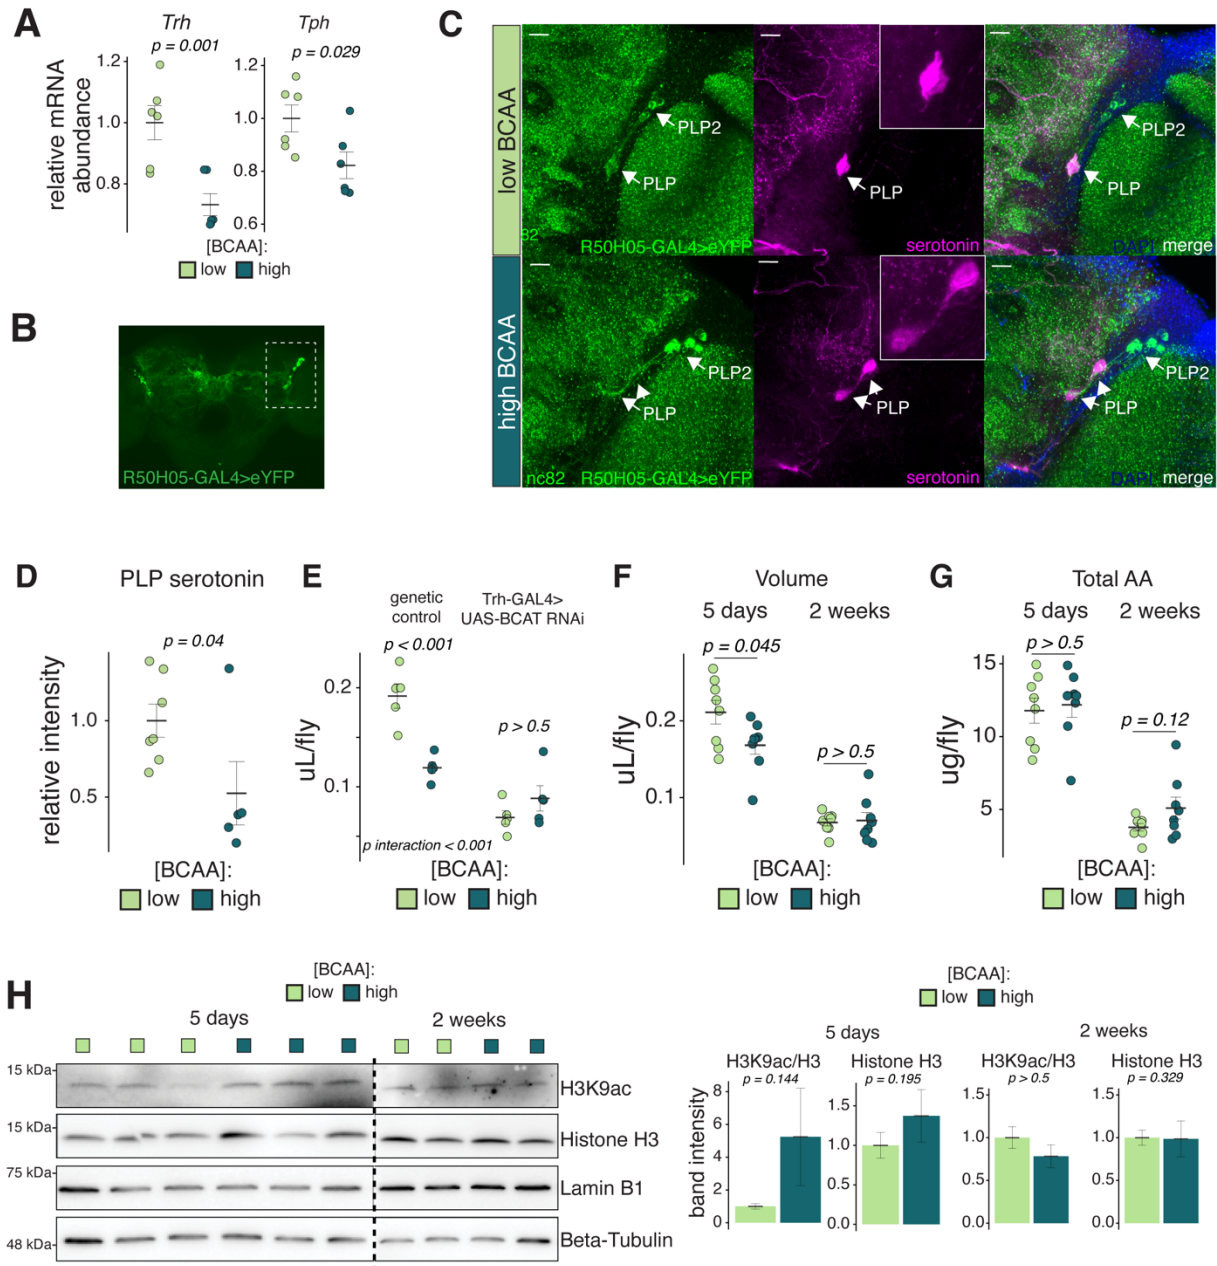 A
Trh
Tph
p = 0.001
p = 0.029
relative mRNA
abundance
1.2
1.0
0.8
1.2
1.0
0.8
0.6
[BCAA]:
low
high
B
R50H05-GAL4>eYFP
C
low BCAA
high BCAA
PLP2
PLP
82
R50H05-GAL4>eYFP
PLP
serotonin
PLP2
PLP
DAPI
merge
PLP2
PLP
nc82
R50H05-GAL4>eYFP
PLP
serotonin
PLP2
PLP
DAPI
merge
D
PLP serotonin
p = 0.04
relative intensity
1.0
0.5
[BCAA]:
low
high
E
genetic
control
Trh-GAL4>
UAS-BCAT RNAi
p < 0.001
p > 0.5
uL/fly
0.2
0.1
p interaction < 0.001
[BCAA]:
low
high
F
Volume
5 days
2 weeks
p = 0.045
p > 0.5
uL/fly
0.2
0.1
[BCAA]:
low
high
G
Total AA
5 days
2 weeks
p > 0.5
p = 0.12
ug/fly
15
10
5
[BCAA]:
low
high
H
[BCAA]:
low
high
5 days
2 weeks
15 kDa
H3K9ac
15 kDa
Histone H3
75 kDa
Lamin B1
48 kDa
Beta-Tubulin
[BCAA]:
low
high
5 days
2 weeks
H3K9ac/H3
Histone H3
H3K9ac/H3
Histone H3
p = 0.144
p = 0.195
p > 0.5
p = 0.329
band intensity
8
6
4
2
0
1.5
1.0
0.5
0.0
1.5
1.0
0.5
0.0
1.5
1.0
0.5
0.0